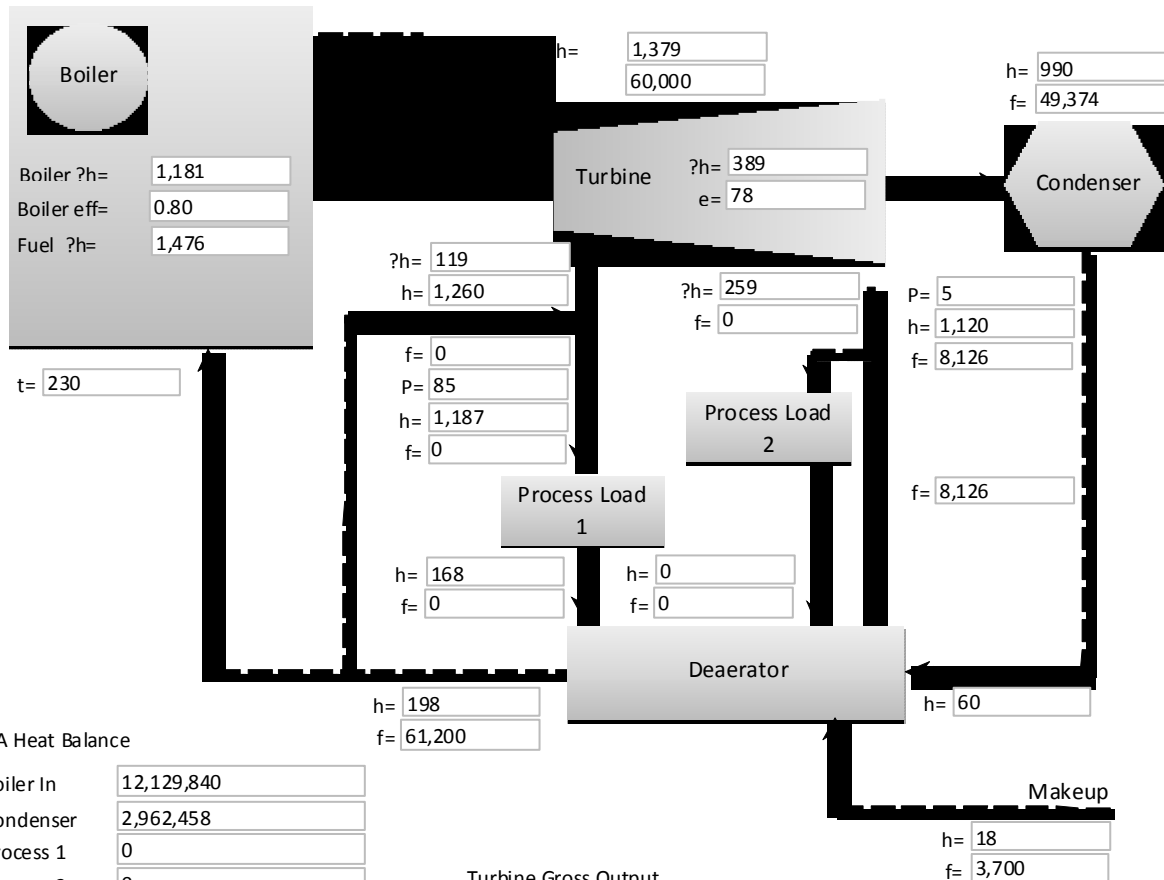 Boiler
Boiler ?h= 1,181
Boiler eff= 0.80
Fuel ?h= 1,476
t= 230
h= 1,379
60,000
Turbine
?h= 389
e= 78
h= 990
f= 49,374
Condenser
?h= 119
h= 1,260
f= 0
P= 85
h= 1,187
f= 0
Process Load
1
h= 168
f= 0
?h= 259
f= 0
Process Load
2
h= 0
f= 0
P= 5
h= 1,120
f= 8,126
f= 8,126
Deaerator
h= 60
h= 198
f= 61,200
A Heat Balance
oiler In 12,129,840
ondenser 2,962,458
rocess 1 0
Turbine Gross Output
Makeup
h= 18
f= 3,700